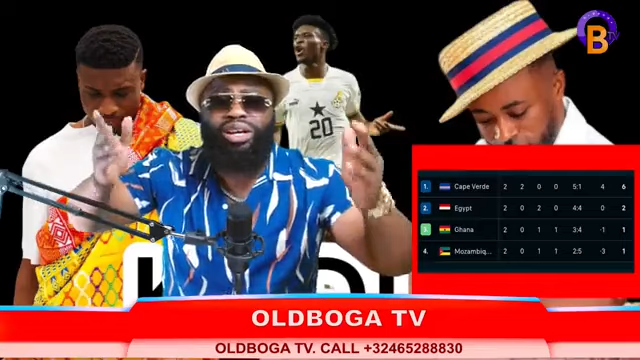 B
TV
20
1. Cape Verde 2 2 0 0 5:1 4 6
2. Egypt 2 0 2 0 4:4 0 2
3. Ghana 2 0 1 1 3:4 -1 1
4. Mozambiq... 2 0 1 1 2:5 -3 1
OLDBOGA TV
OLDBOGA TV. CALL +32465288830